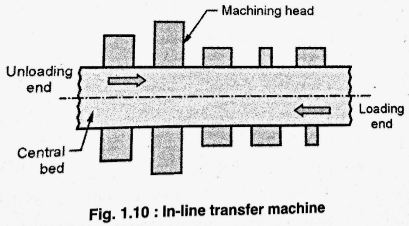 Machining head
Unloading
end
Loading
end
Central
bed
Fig. 1.10 : In-line transfer machine